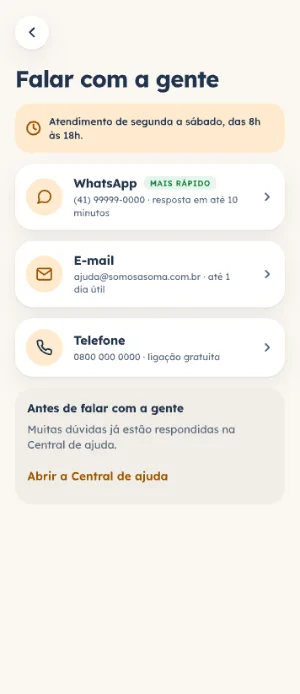 Falar com a gente
Atendimento de segunda a sábado, das 8h
às 18h.
WhatsApp MAIS RÁPIDO
(41) 99999-0000 · resposta em até 10
minutos
E-mail
ajuda@somosasoma.com.br · até 1
dia útil
Telefone
0800 000 0000 · ligação gratuita
Antes de falar com a gente
Muitas dúvidas já estão respondidas na
Central de ajuda.
Abrir a Central de ajuda